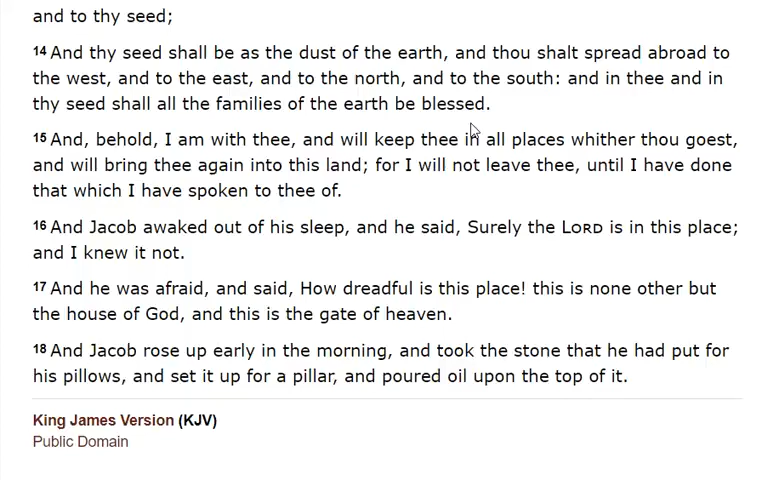 and to thy seed;
14 And thy seed shall be as the dust of the earth, and thou shalt spread abroad to
the west, and to the east, and to the north, and to the south: and in thee and in
thy seed shall all the families of the earth be blessed.
15 And, behold, I am with thee, and will keep thee in all places whither thou goest,
and will bring thee again into this land; for I will not leave thee, until I have done
that which I have spoken to thee of.
16 And Jacob awaked out of his sleep, and he said, Surely the LORD is in this place;
and I knew it not.
17 And he was afraid, and said, How dreadful is this place! this is none other but
the house of God, and this is the gate of heaven.
18 And Jacob rose up early in the morning, and took the stone that he had put for
his pillows, and set it up for a pillar, and poured oil upon the top of it.
King James Version (KJV)
Public Domain